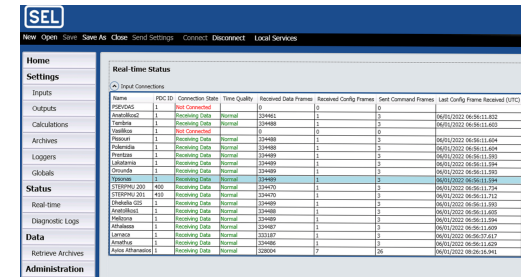 SEL
New Open Save Save As Close Send Settings Connect Disconnect Local Services
Home
Settings
Inputs
Outputs
Calculations
Archives
Loggers
Globals
Status
Real-time
Diagnostic Logs
Data
Retrieve Archives
Administration
Real-time Status
Input Connections
Name PDC ID Connection State Time Quality Received Data Frames Received Config Frames Sent Command Frames Last Config Frame Received (UTC)
PSEVDAS 1 Not Connected 0 0 0
Anatolikos2 1 Receiving Data Normal 334461 1 3 06/01/2022 06:56:11.832
Tembria 1 Receiving Data Normal 334488 1 3 06/01/2022 06:56:11.603
Vasilikos 1 Not Connected 0 0 0
Pissouri 1 Receiving Data Normal 334488 1 3 06/01/2022 06:56:11.604
Polemidia 1 Receiving Data Normal 334488 1 3 06/01/2022 06:56:11.604
Prentzas 1 Receiving Data Normal 334489 1 3 06/01/2022 06:56:11.593
Lakatamia 1 Receiving Data Normal 334489 1 3 06/01/2022 06:56:11.594
Orounda 1 Receiving Data Normal 334489 1 3 06/01/2022 06:56:11.593
Ypsonas 1 Receiving Data Normal 334489 1 3 06/01/2022 06:56:11.594
STERPMU 200 400 Receiving Data Normal 334470 1 3 06/01/2022 06:56:11.734
STERPMU 201 410 Receiving Data Normal 334470 1 3 06/01/2022 06:56:11.712
Dhekelia GIS 1 Receiving Data Normal 334489 1 3 06/01/2022 06:56:11.593
Anatolikos1 1 Receiving Data Normal 334488 1 3 06/01/2022 06:56:11.605
Melizona 1 Receiving Data Normal 334489 1 3 06/01/2022 06:56:11.594
Athalassa 1 Receiving Data Normal 334487 1 3 06/01/2022 06:56:11.609
Larnaca 1 Receiving Data Normal 333187 1 3 06/01/2022 06:56:37.617
Amathus 1 Receiving Data Normal 334486 1 3 06/01/2022 06:56:11.629
Ayios Athanasios 1 Receiving Data Normal 328004 7 26 06/01/2022 09:26:16.941